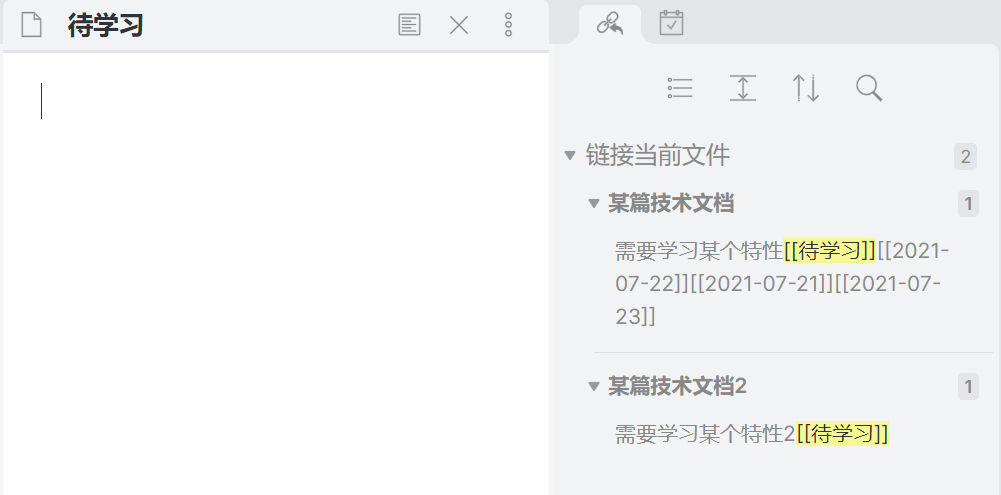 待学习
链接当前文件 2
某篇技术文档 1
需要学习某个特性[[待学习]][[2021-
07-22]][[2021-07-21]][[2021-07-
23]]
某篇技术文档2 1
需要学习某个特性2[[待学习]]